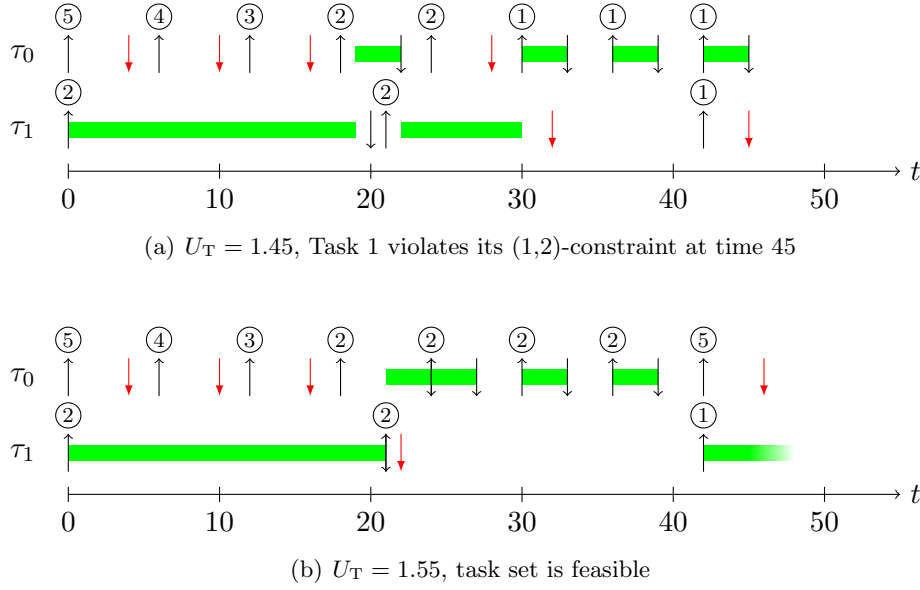 5 4 3 2 2 1 1 1
τ0
2 2 1
τ1
0 10 20 30 40 50 t
(a) U_T = 1.45, Task 1 violates its (1,2)-constraint at time 45
5 4 3 2 2 2 2 5
τ0
2 2 1
τ1
0 10 20 30 40 50 t
(b) U_T = 1.55, task set is feasible